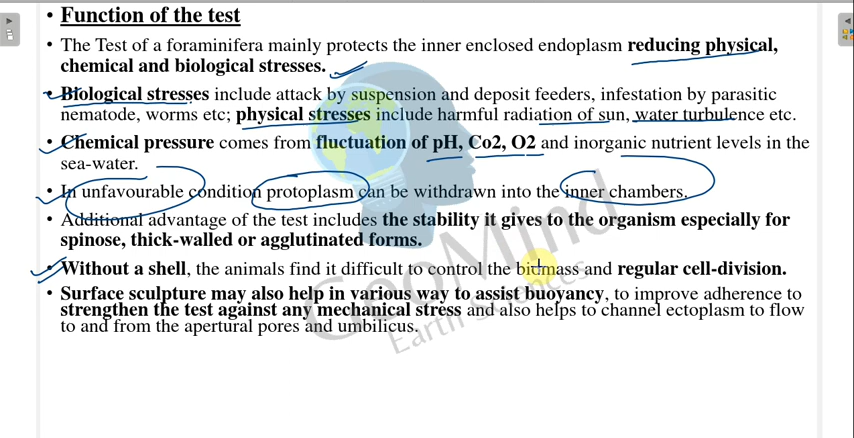 • Function of the test
• The Test of a foraminifera mainly protects the inner enclosed endoplasm reducing physical,
chemical and biological stresses.
• Biological stresses include attack by suspension and deposit feeders, infestation by parasitic
nematode, worms etc; physical stresses include harmful radiation of sun, water turbulence etc.
• Chemical pressure comes from fluctuation of pH, Co2, O2 and inorganic nutrient levels in the
sea-water.
• In unfavourable condition protoplasm can be withdrawn into the inner chambers.
• Additional advantage of the test includes the stability it gives to the organism especially for
spinose, thick-walled or agglutinated forms.
• Without a shell, the animals find it difficult to control the biomass and regular cell-division.
• Surface sculpture may also help in various way to assist buoyancy, to improve adherence to
strengthen the test against any mechanical stress and also helps to channel ectoplasm to flow
to and from the apertural pores and umbilicus.
GeoMind
Earth Sciences